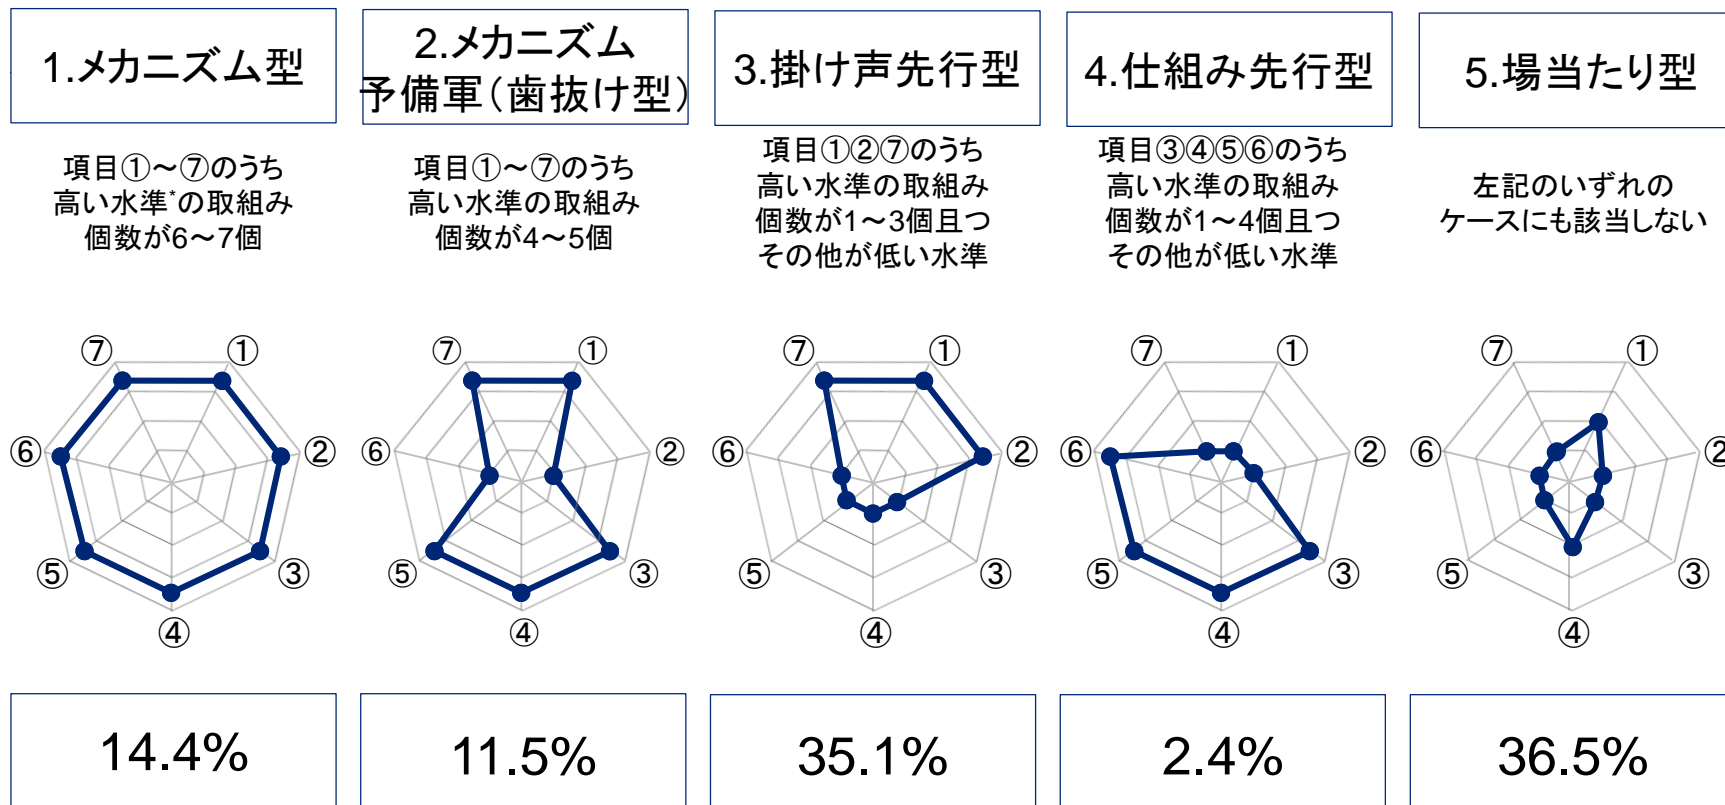 1.メカニズム型
項目①～⑦のうち
高い水準*の取組み
個数が6～7個
⑦ ①
⑥ ②
⑤ ③
④
14.4%
2.メカニズム
予備軍（歯抜け型）
項目①～⑦のうち
高い水準の取組み
個数が4～5個
⑦ ①
⑥ ②
⑤ ③
④
11.5%
3.掛け声先行型
項目①②⑦のうち
高い水準の取組み
個数が1～3個且つ
その他が低い水準
⑦ ①
⑥ ②
⑤ ③
④
35.1%
4.仕組み先行型
項目③④⑤⑥のうち
高い水準の取組み
個数が1～4個且つ
その他が低い水準
⑦ ①
⑥ ②
⑤ ③
④
2.4%
5.場当たり型
左記のいずれの
ケースにも該当しない
⑦ ①
⑥ ②
⑤ ③
④
36.5%